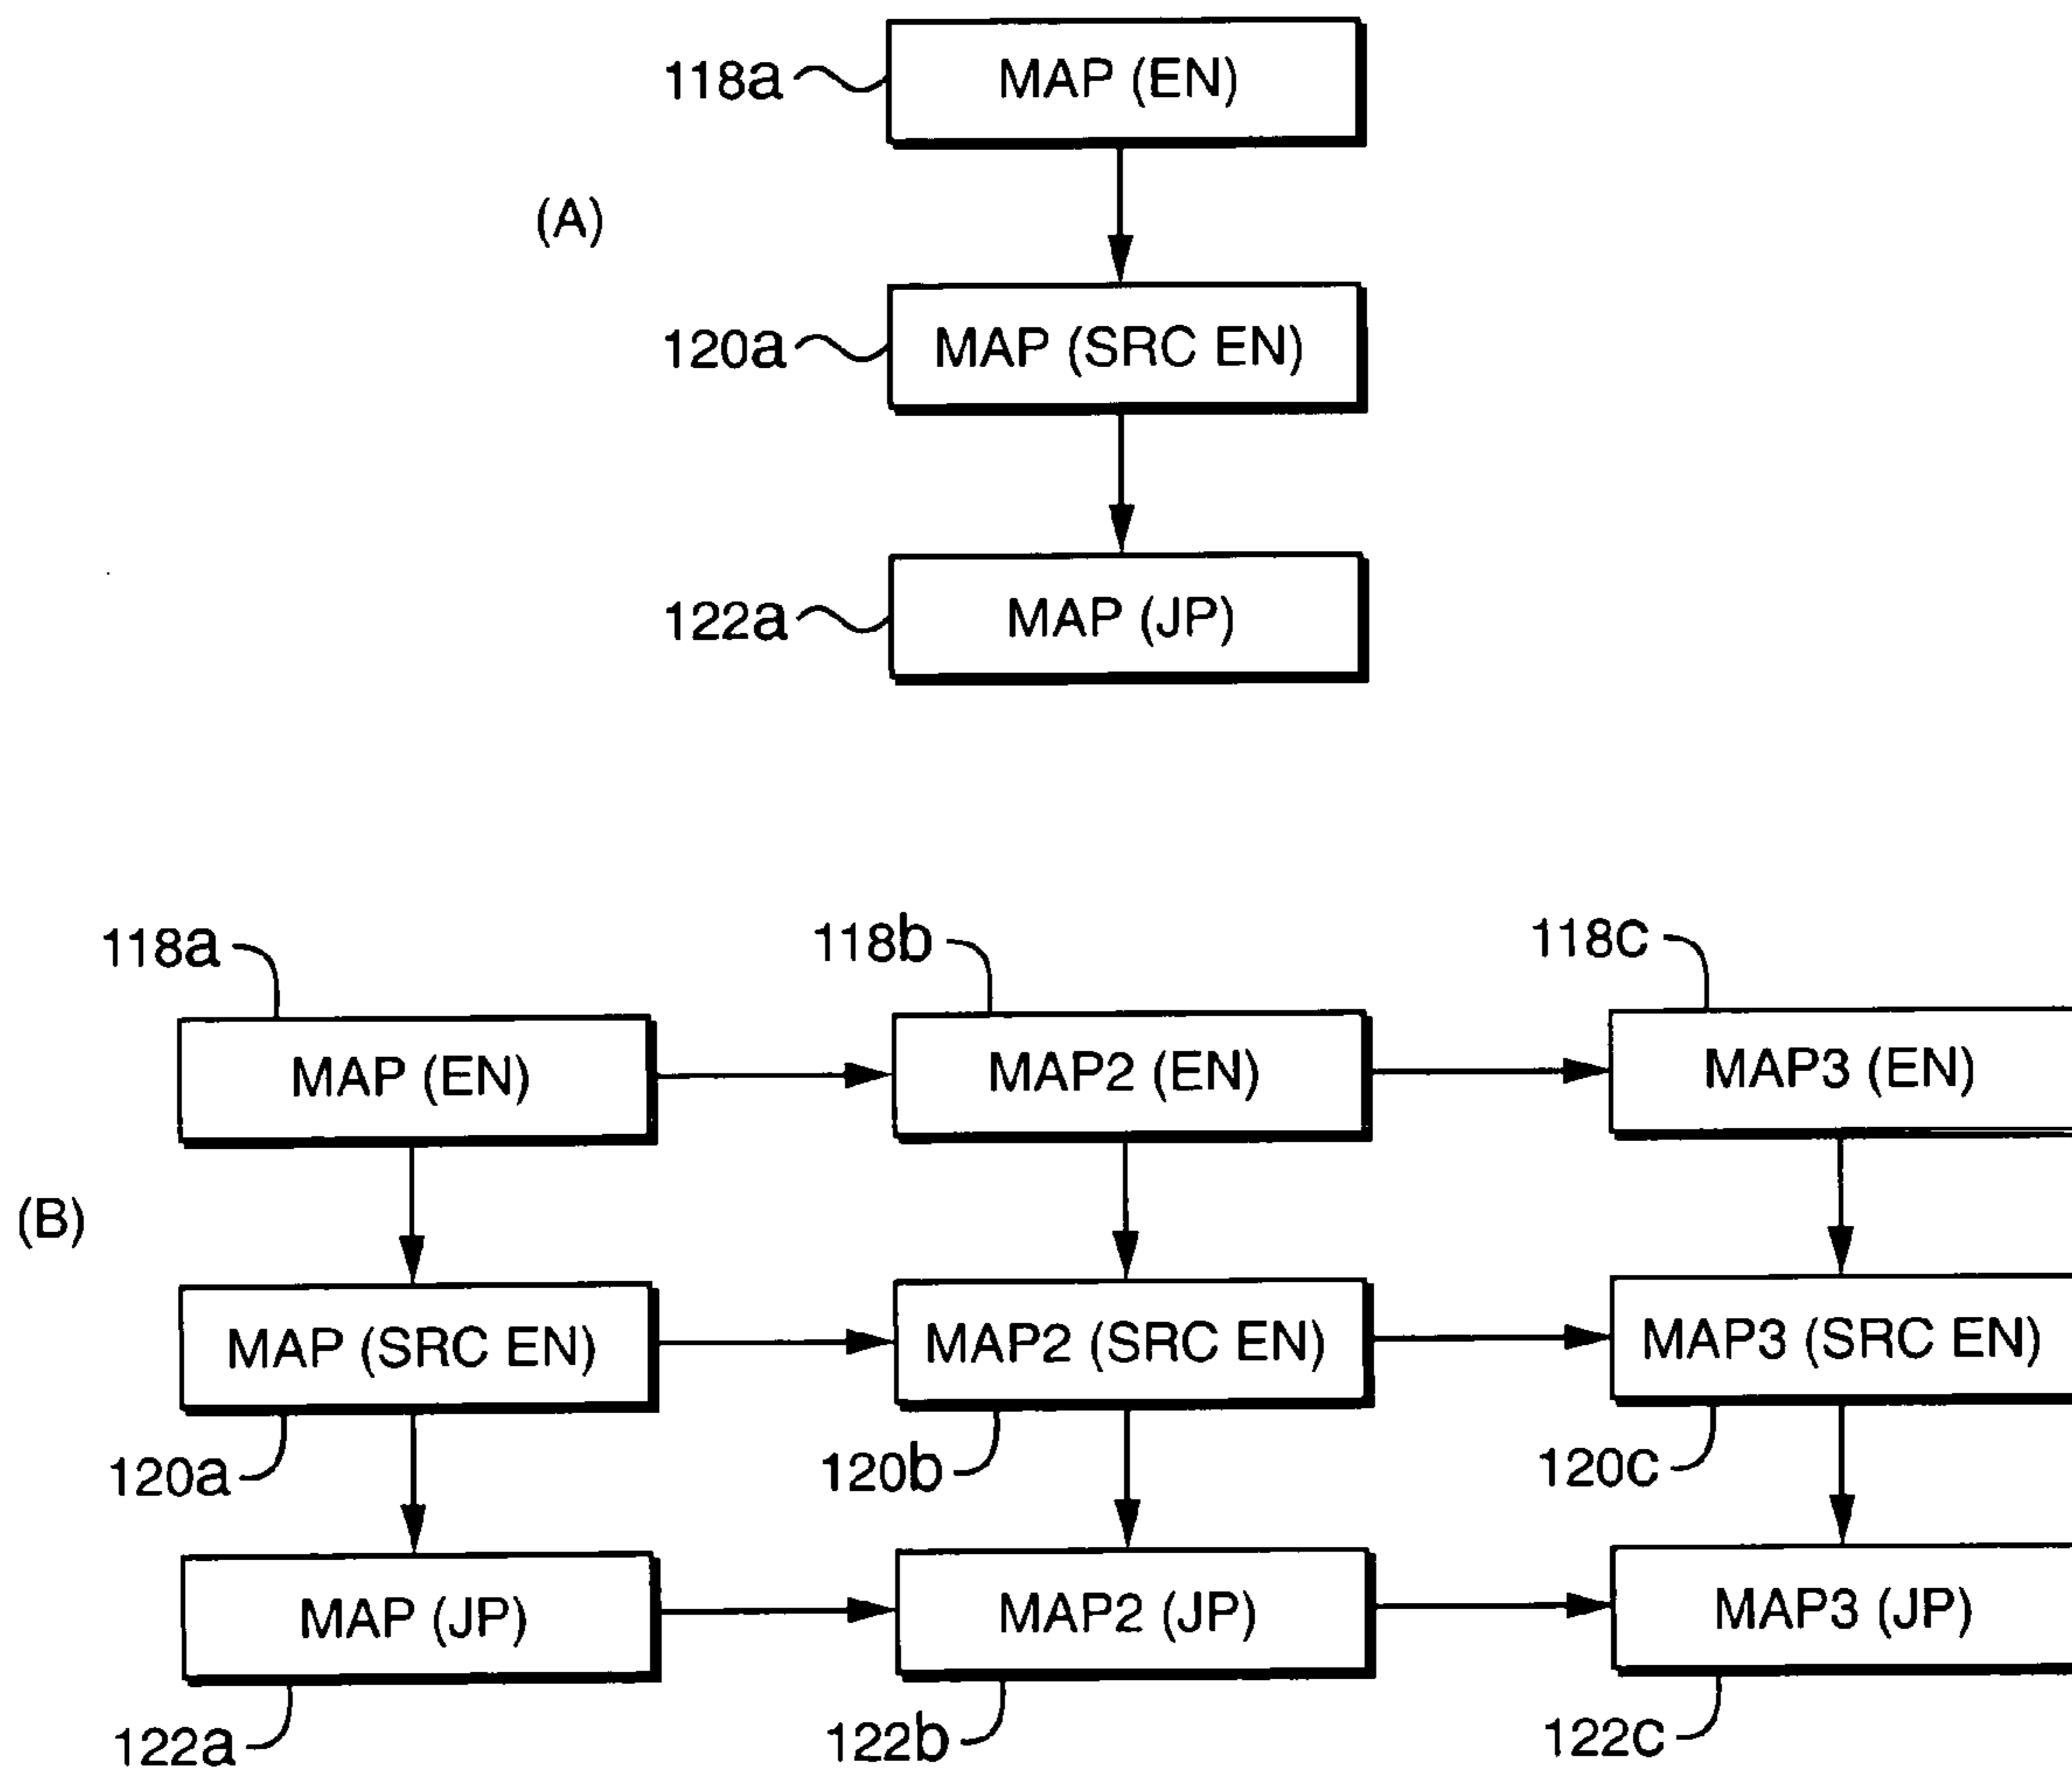 118a MAP (EN)
(A)
120a MAP (SRC EN)
122a MAP (JP)
118a 118b 118c
MAP (EN) MAP2 (EN) MAP3 (EN)
(B)
MAP (SRC EN) MAP2 (SRC EN) MAP3 (SRC EN)
120a 120b 120c
MAP (JP) MAP2 (JP) MAP3 (JP)
122a 122b 122c